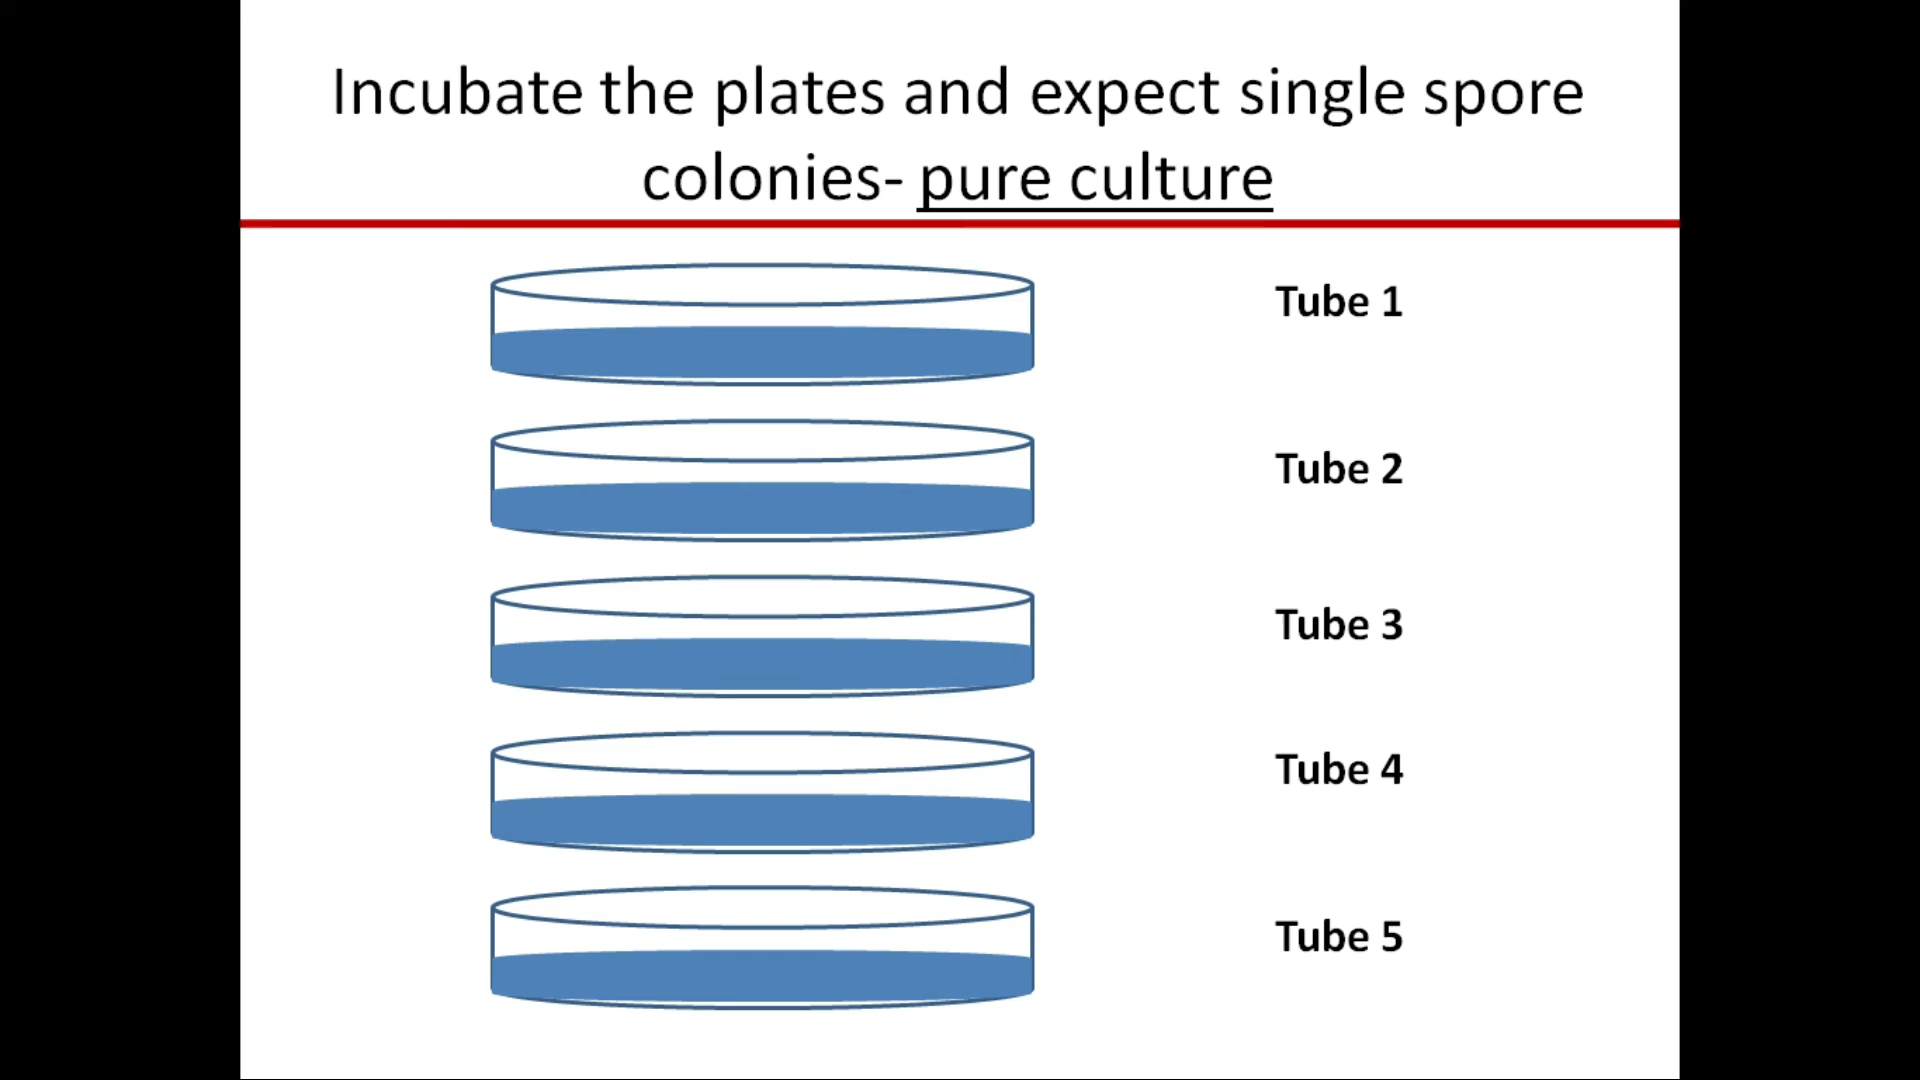 Incubate the plates and expect single spore
colonies- pure culture
Tube 1
Tube 2
Tube 3
Tube 4
Tube 5